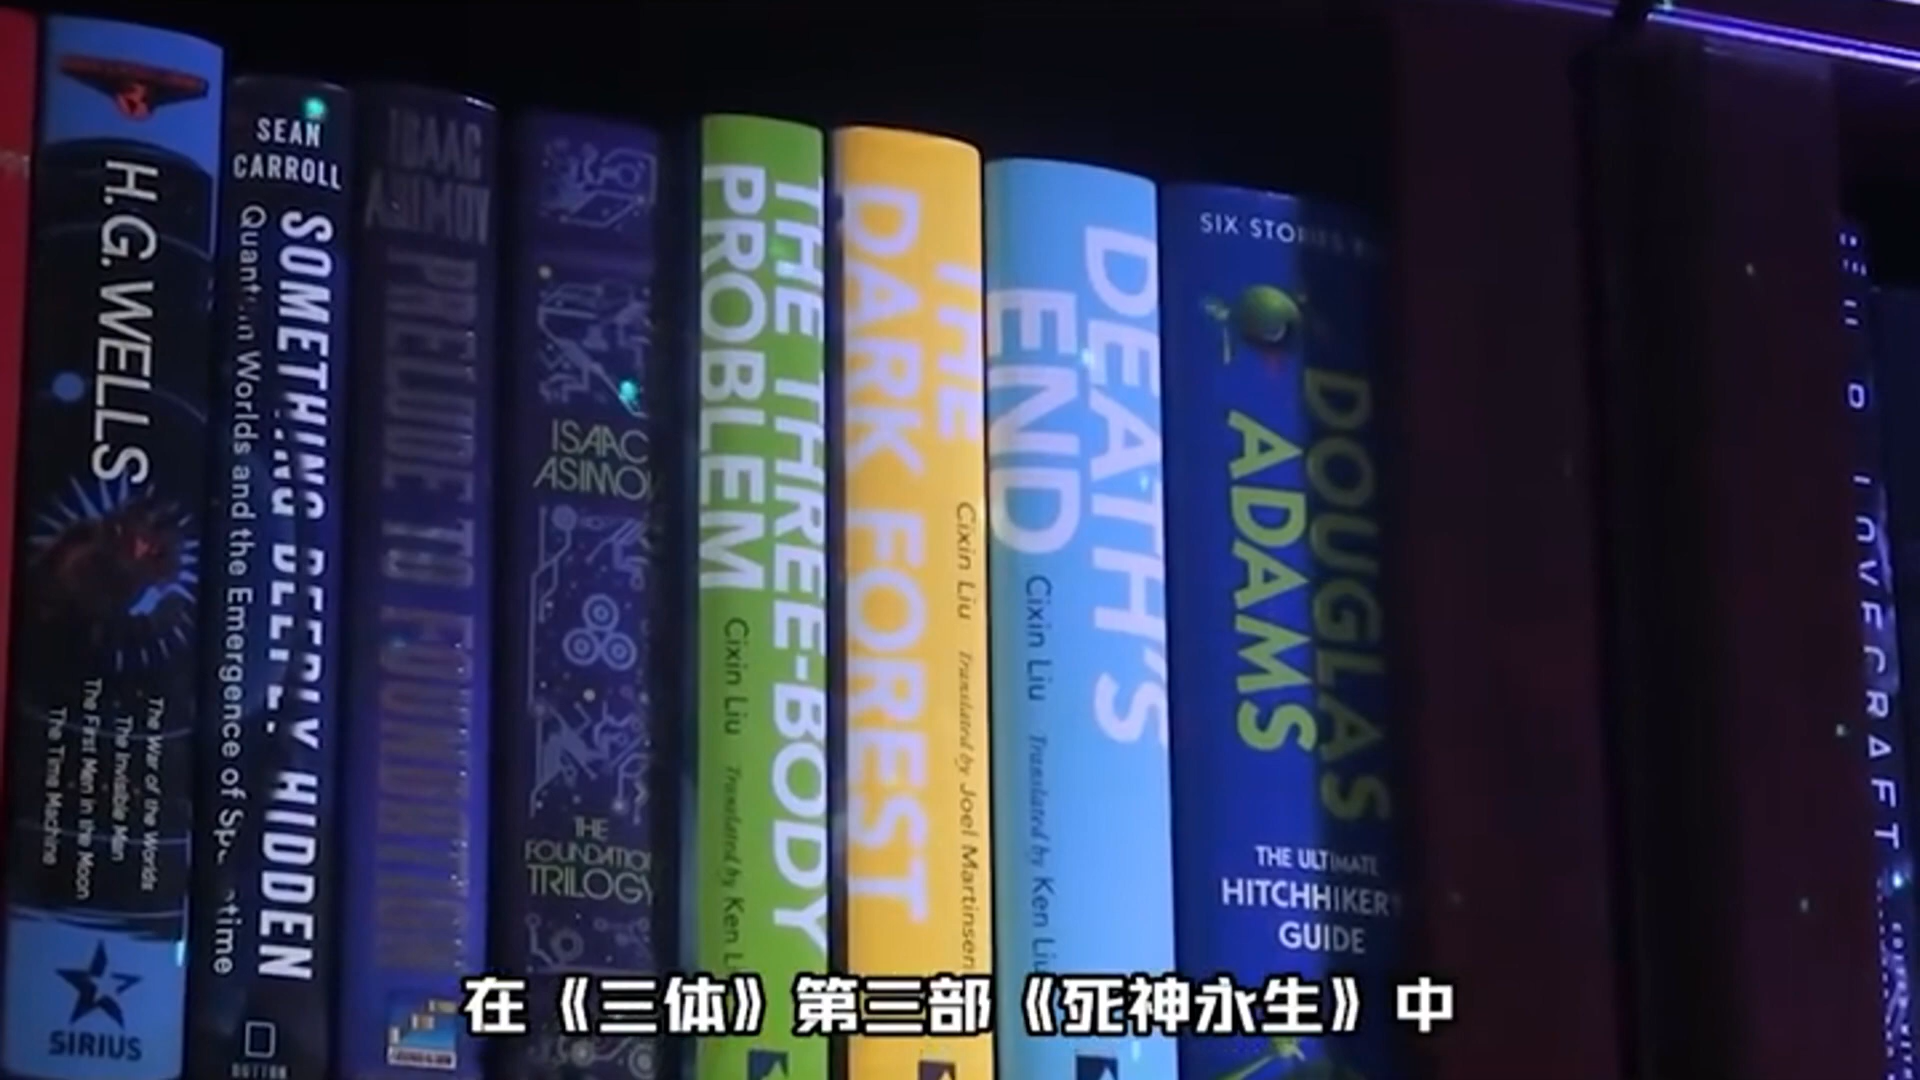 H.G. WELLS
The War of the Worlds
The Invisible Man
The First Men in the Moon
The Time Machine
SIRIUS
SEAN
CARROLL
SOMETHING DEEPLY HIDDEN
Worlds and the Emergence of
DUTTON
ISAAC
PRELUDE TO FOUNDATION
ISAAC
ASIMOV
THE
FOUNDATION
TRILOGY
THE THREE-BODY
PROBLEM
Cixin Liu
Translated by Ken
THE
DARK FOREST
Cixin Liu
Translated by Joel Martinsen
DEATH'S
END
Cixin Liu
Translated by Ken Liu
SIX STORIES
DOUGLAS
ADAMS
THE ULTIMATE
HITCHHIKER'S
GUIDE
LOVECRAFT
在《三体》第三部《死神永生》中